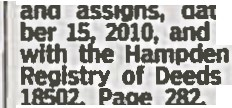 and assigns, dat
ber 15, 2010, and
with the Hampden
Registry of Deeds
18502, Page 282